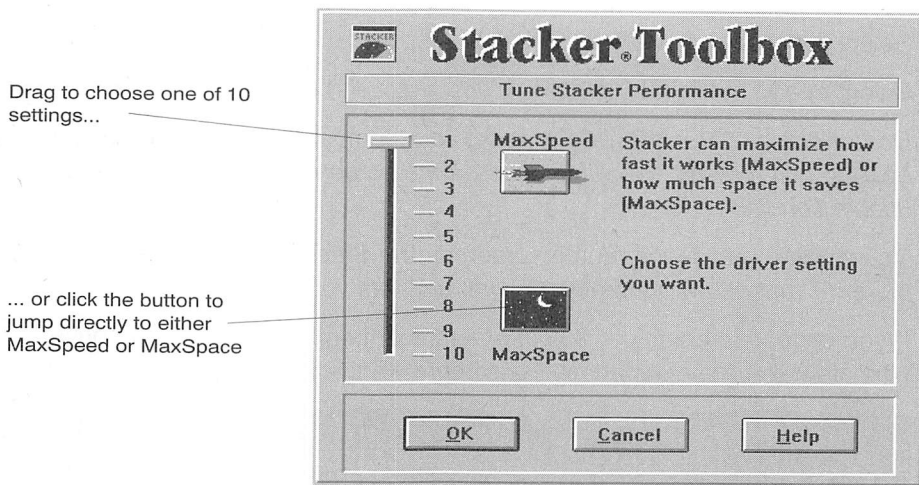 STACKER
Stacker® Toolbox
Tune Stacker Performance
Drag to choose one of 10
settings...
1
2
3
4
5
6
7
8
9
10
MaxSpeed
MaxSpace
Stacker can maximize how
fast it works (MaxSpeed) or
how much space it saves
(MaxSpace).
Choose the driver setting
you want.
... or click the button to
jump directly to either
MaxSpeed or MaxSpace
OK
Cancel
Help